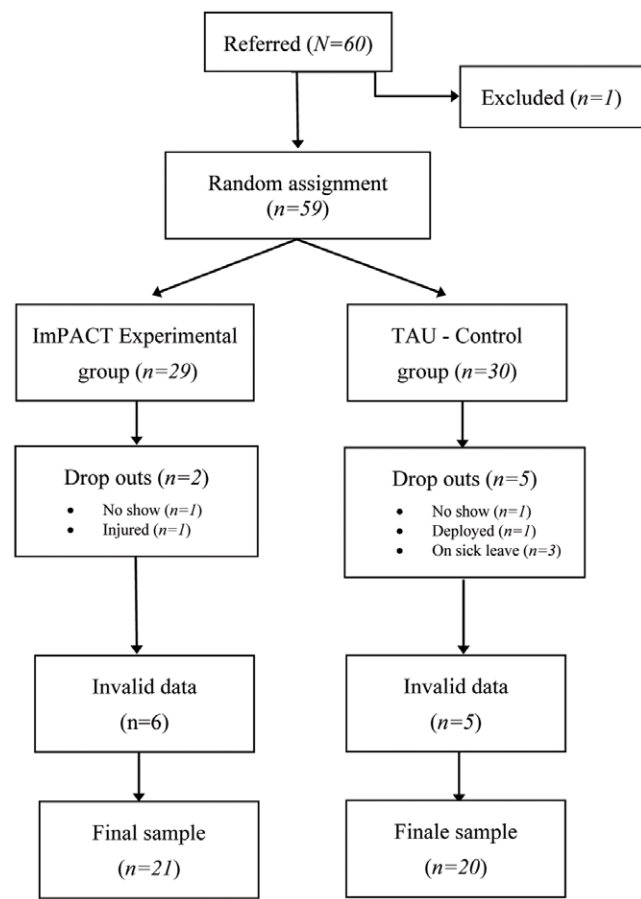 Referred (N=60)
Excluded (n=1)
Random assignment
(n=59)
ImPACT Experimental
group (n=29)
TAU - Control
group (n=30)
Drop outs (n=2)
• No show (n=1)
• Injured (n=1)
Drop outs (n=5)
• No show (n=1)
• Deployed (n=1)
• On sick leave (n=3)
Invalid data
(n=6)
Invalid data
(n=5)
Final sample
(n=21)
Finale sample
(n=20)